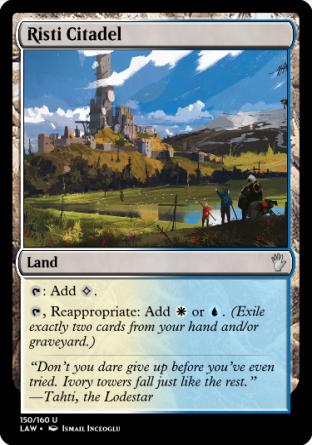 Risti Citadel
Land
: Add .
, Reappropriate: Add or . (Exile
exactly two cards from your hand and/or
graveyard.)
“Don’t you dare give up before you’ve even
tried. Ivory towers fall just like the rest.”
—Tahti, the Lodestar
150/160 U
LAW • Ismail Inceoglu